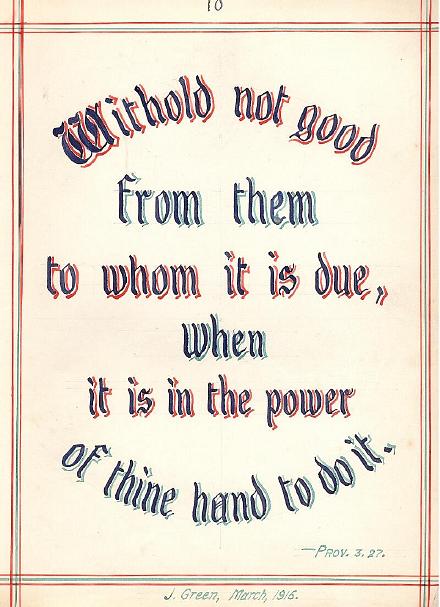 10
Withold not good
from them
to whom it is due,,
when
it is in the power
of thine hand to do it.
—Prov. 3. 27.
J. Green, March, 1916.